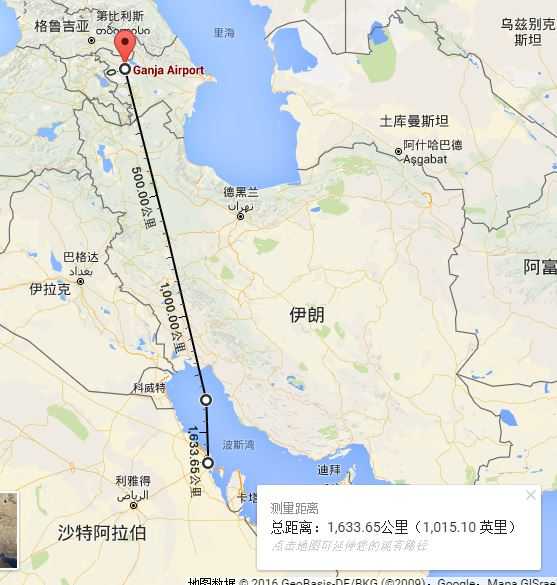 第比利斯
თბილისი
格鲁吉亚
里海
乌兹别克
斯坦
Ganja Airport
土库曼斯坦
阿什哈巴德
Aşgabat
500.00公里
德黑兰
تهران
巴格达
بغداد
伊拉克
阿富
1,000.00公里
伊朗
科威特
1,633.65公里
波斯湾
迪拜
利雅得
الرياض
卡塔
沙特阿拉伯
测量距离
总距离：1,633.65公里（1,015.10 英里）
点击地图可延伸您的现有路径
地图数据 © 2016 GeoBasis-DE/BKG (©2009)，Google，Mapa GISrae